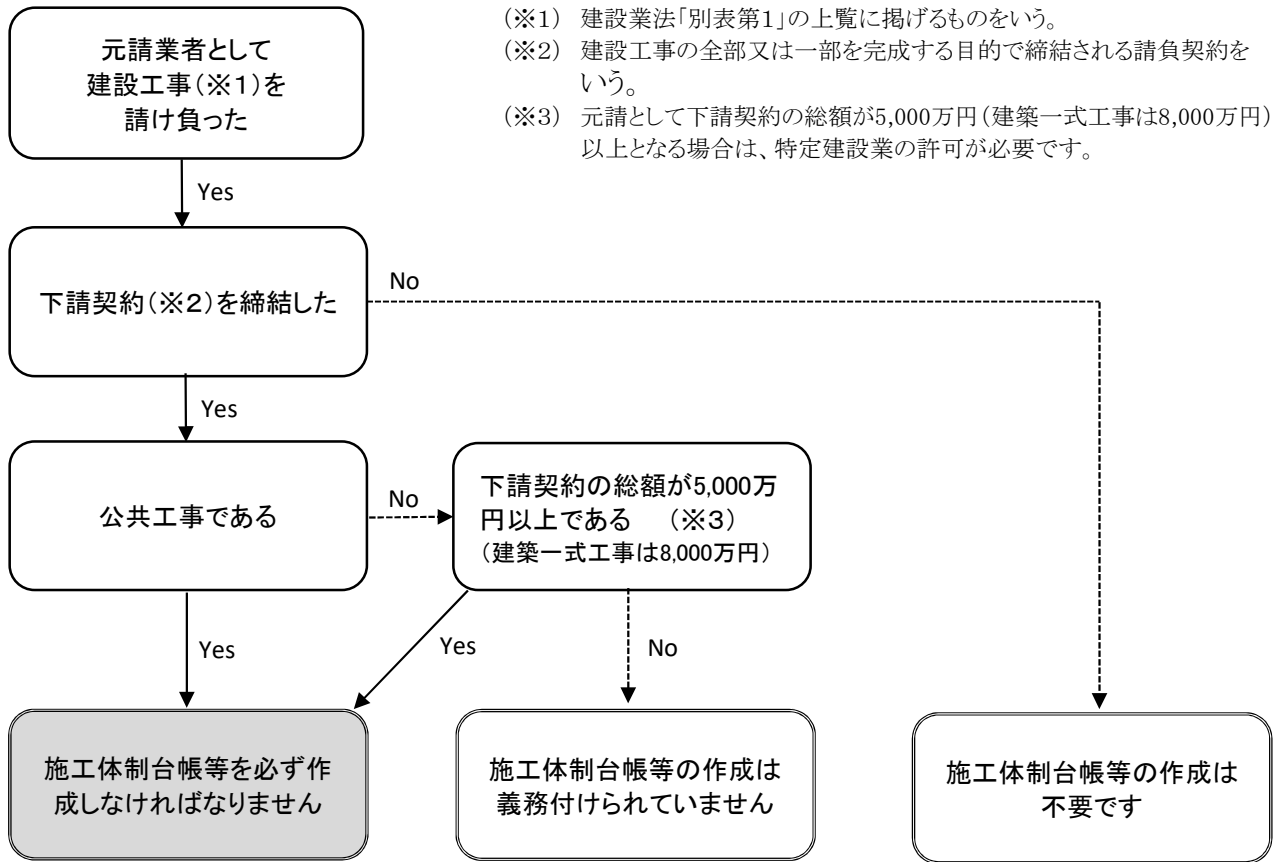 元請業者として
建設工事(※1)を
請け負った
(※1) 建設業法「別表第1」の上覧に掲げるものをいう。
(※2) 建設工事の全部又は一部を完成する目的で締結される請負契約を
いう。
(※3) 元請として下請契約の総額が5,000万円(建築一式工事は8,000万円)
以上となる場合は、特定建設業の許可が必要です。
Yes
下請契約(※2)を締結した
No
Yes
公共工事である
No
下請契約の総額が5,000万
円以上である (※3)
(建築一式工事は8,000万円)
Yes
Yes
No
施工体制台帳等を必ず作
成しなければなりません
施工体制台帳等の作成は
義務付けられていません
施工体制台帳等の作成は
不要です